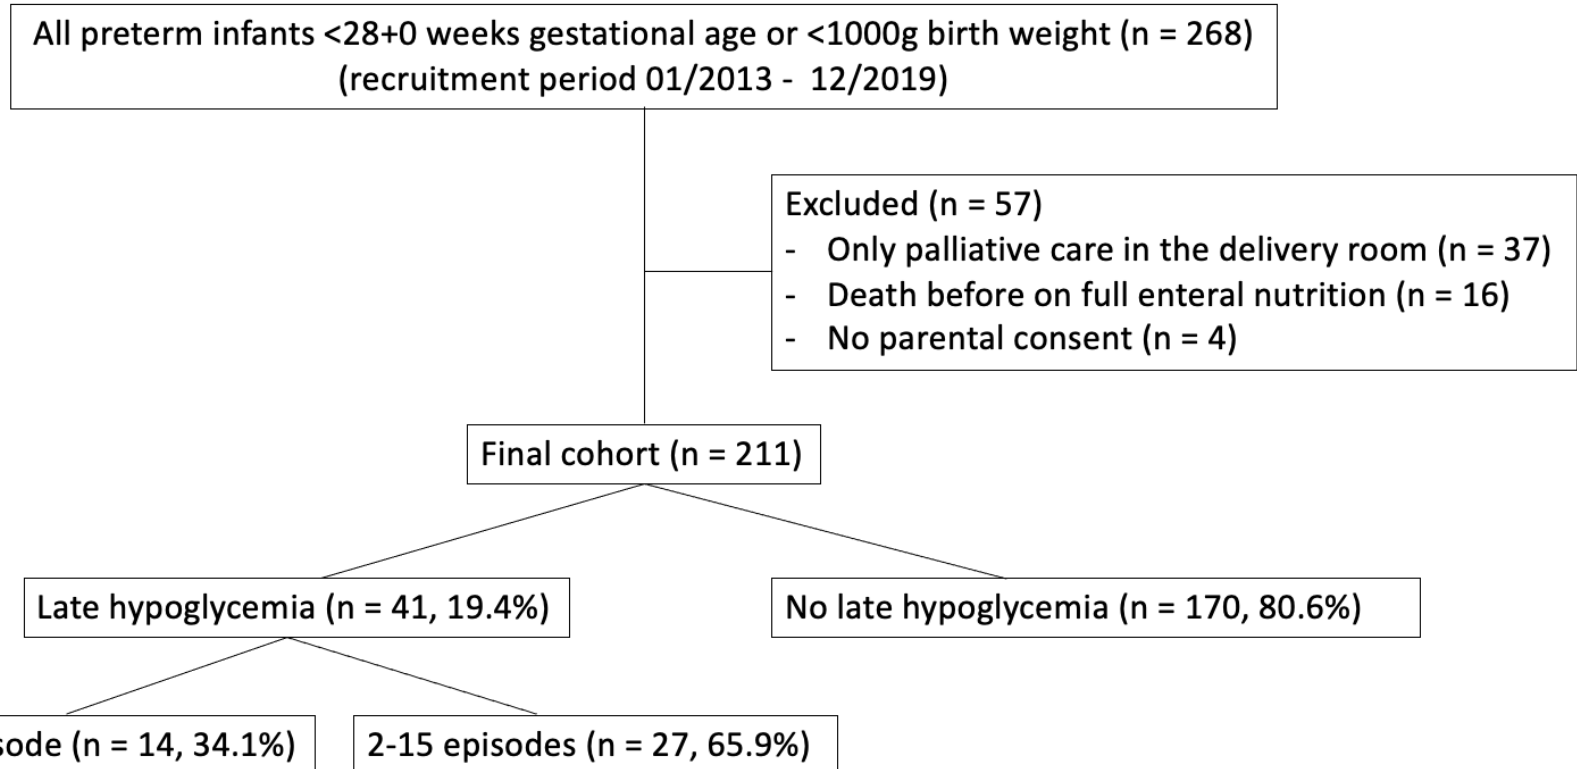 All preterm infants <28+0 weeks gestational age or <1000g birth weight (n = 268)
(recruitment period 01/2013 - 12/2019)
Excluded (n = 57)
- Only palliative care in the delivery room (n = 37)
- Death before on full enteral nutrition (n = 16)
- No parental consent (n = 4)
Final cohort (n = 211)
Late hypoglycemia (n = 41, 19.4%)
No late hypoglycemia (n = 170, 80.6%)
sode (n = 14, 34.1%)
2-15 episodes (n = 27, 65.9%)